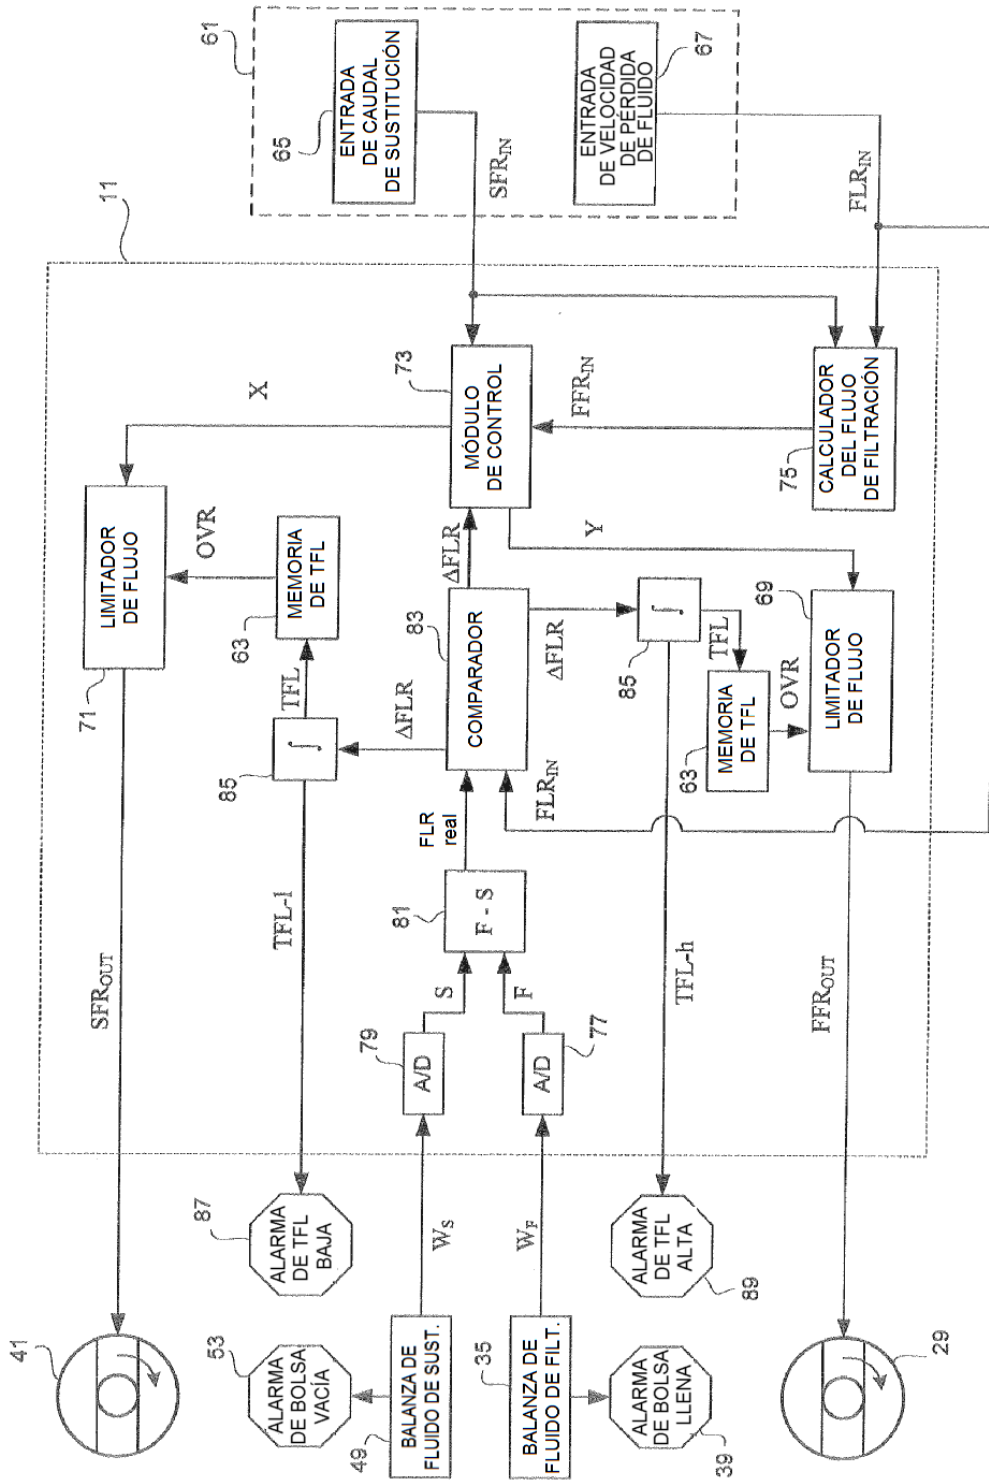 41
SFR_OUT
71
LIMITADOR
DE FLUJO
X
11
61
OVR
87
ALARMA
DE TFL
BAJA
TFL-l
85
∫
TFL
63
MEMORIA
DE TFL
65
ENTRADA
DE CAUDAL
DE SUSTITUCIÓN
53
ALARMA
DE BOLSA
VACÍA
ΔFLR
49
BALANZA DE
FLUIDO DE SUST.
W_S
79
A/D
S
81
F - S
FLR
real
83
COMPARADOR
ΔFLR
73
MÓDULO
DE CONTROL
SFR_IN
35
BALANZA DE
FLUIDO DE FILT.
W_F
A/D
77
F
FLR_IN
ΔFLR
Y
FFR_IN
ENTRADA
DE VELOCIDAD
DE PÉRDIDA
DE FLUIDO
67
39
ALARMA
DE BOLSA
LLENA
89
ALARMA
DE TFL
ALTA
TFL-h
85
∫
TFL
63
MEMORIA
DE TFL
OVR
69
LIMITADOR
DE FLUJO
75
CALCULADOR
DEL FLUJO
DE FILTRACIÓN
FLR_IN
29
FFR_OUT